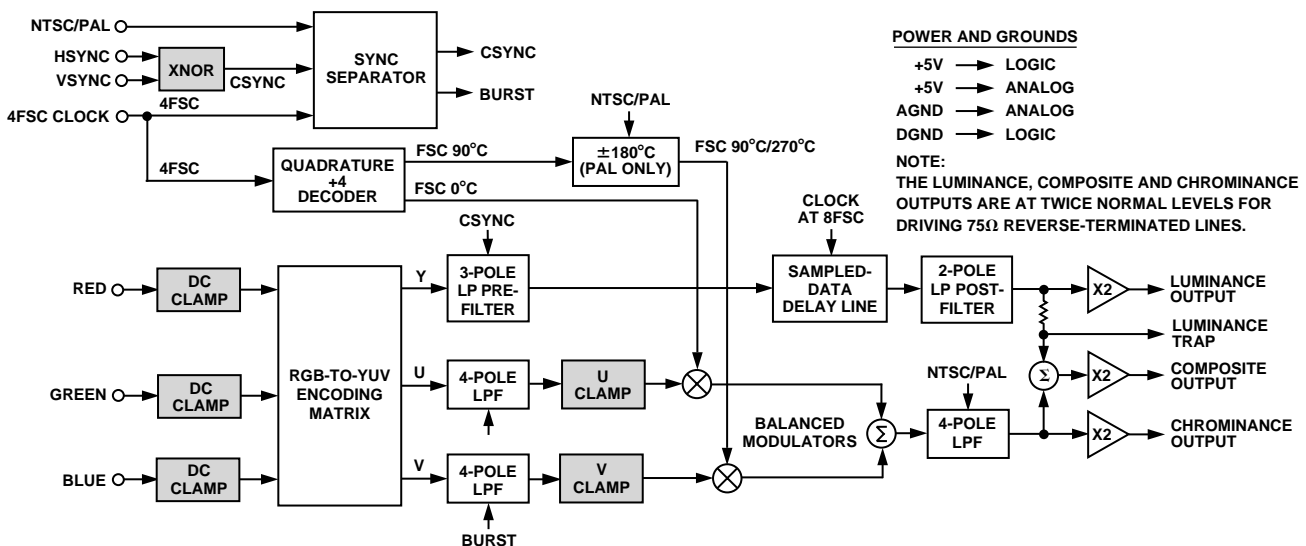 NTSC/PAL
HSYNC
VSYNC
XNOR
CSYNC
4FSC CLOCK
4FSC
SYNC
SEPARATOR
CSYNC
BURST
4FSC
QUADRATURE
+4
DECODER
FSC 90°C
FSC 0°C
NTSC/PAL
±180°C
(PAL ONLY)
FSC 90°C/270°C
POWER AND GROUNDS
+5V LOGIC
+5V ANALOG
AGND ANALOG
DGND LOGIC
NOTE:
THE LUMINANCE, COMPOSITE AND CHROMINANCE
OUTPUTS ARE AT TWICE NORMAL LEVELS FOR
DRIVING 75Ω REVERSE-TERMINATED LINES.
RED
DC
CLAMP
GREEN
DC
CLAMP
BLUE
DC
CLAMP
RGB-TO-YUV
ENCODING
MATRIX
Y
U
V
CSYNC
3-POLE
LP PRE-
FILTER
4-POLE
LPF
U
CLAMP
4-POLE
LPF
BURST
V
CLAMP
CLOCK
AT 8FSC
SAMPLED-
DATA
DELAY LINE
2-POLE
LP POST-
FILTER
BALANCED
MODULATORS
Σ
NTSC/PAL
4-POLE
LPF
Σ
X2
LUMINANCE
OUTPUT
LUMINANCE
TRAP
X2
COMPOSITE
OUTPUT
X2
CHROMINANCE
OUTPUT